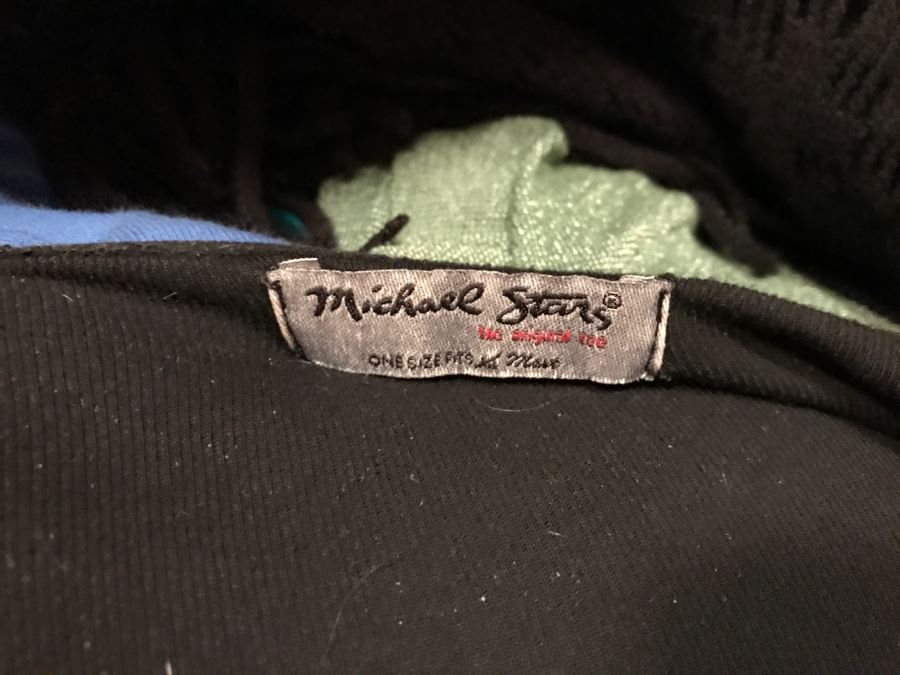 Michael Stars®
the original tee
ONE SIZE FITS Most